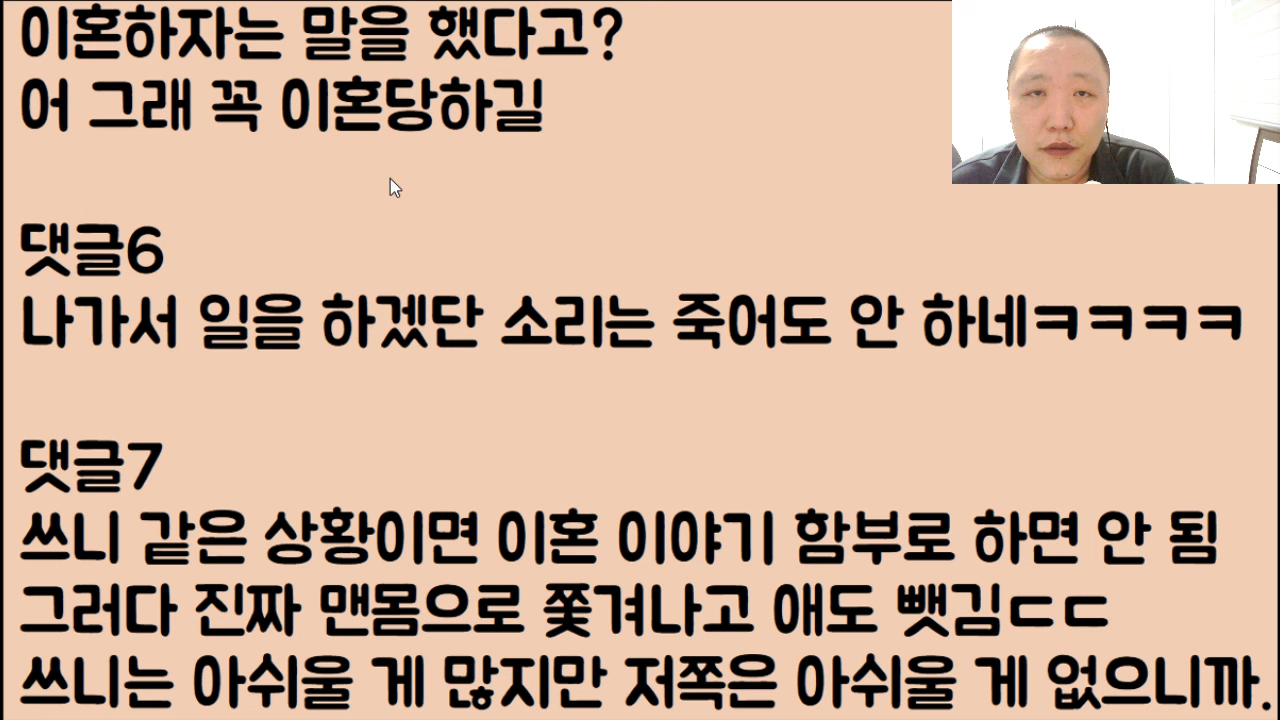 이혼하자는 말을 했다고?
어 그래 꼭 이혼당하길
댓글6
나가서 일을 하겠단 소리는 죽어도 안 하네ㅋㅋㅋㅋ
댓글7
쓰니 같은 상황이면 이혼 이야기 함부로 하면 안 됨
그러다 진짜 맨몸으로 쫓겨나고 애도 뺏김ㄷㄷ
쓰니는 아쉬울 게 많지만 저쪽은 아쉬울 게 없으니까.